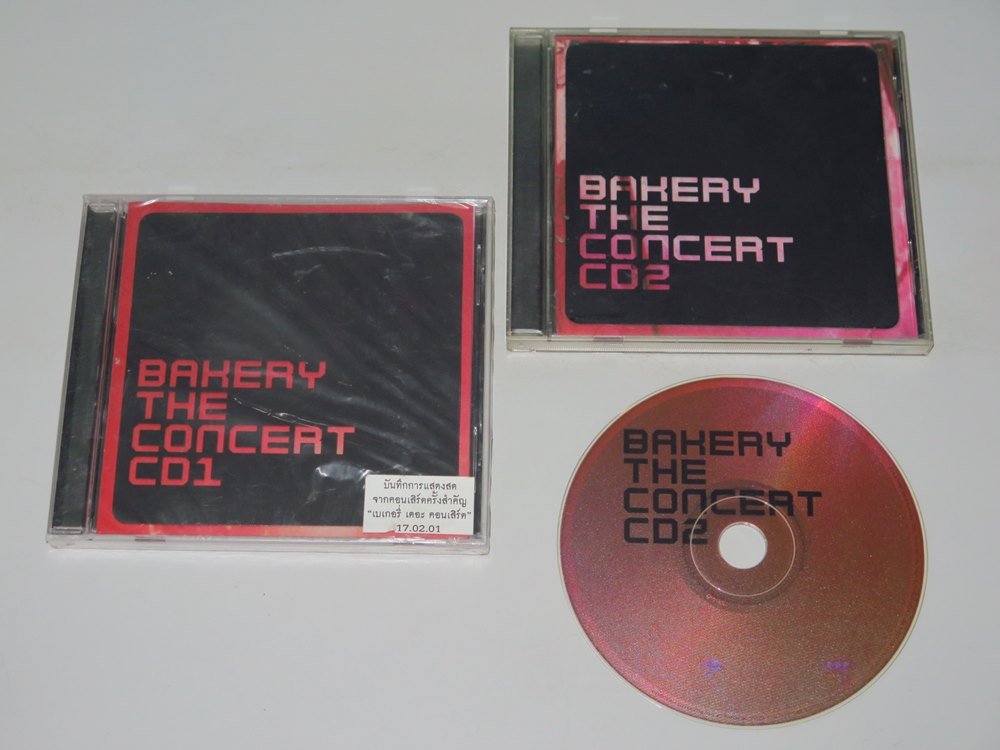 BAKERY
THE
CONCERT
CD1
บันทึกการแสดงสด
จากคอนเสิร์ตครั้งสำคัญ
"เบเกอรี่ เดอะ คอนเสิร์ต"
17.02.01
BAKERY
THE
CONCERT
CD2
BAKERY
THE
CONCERT
CD2